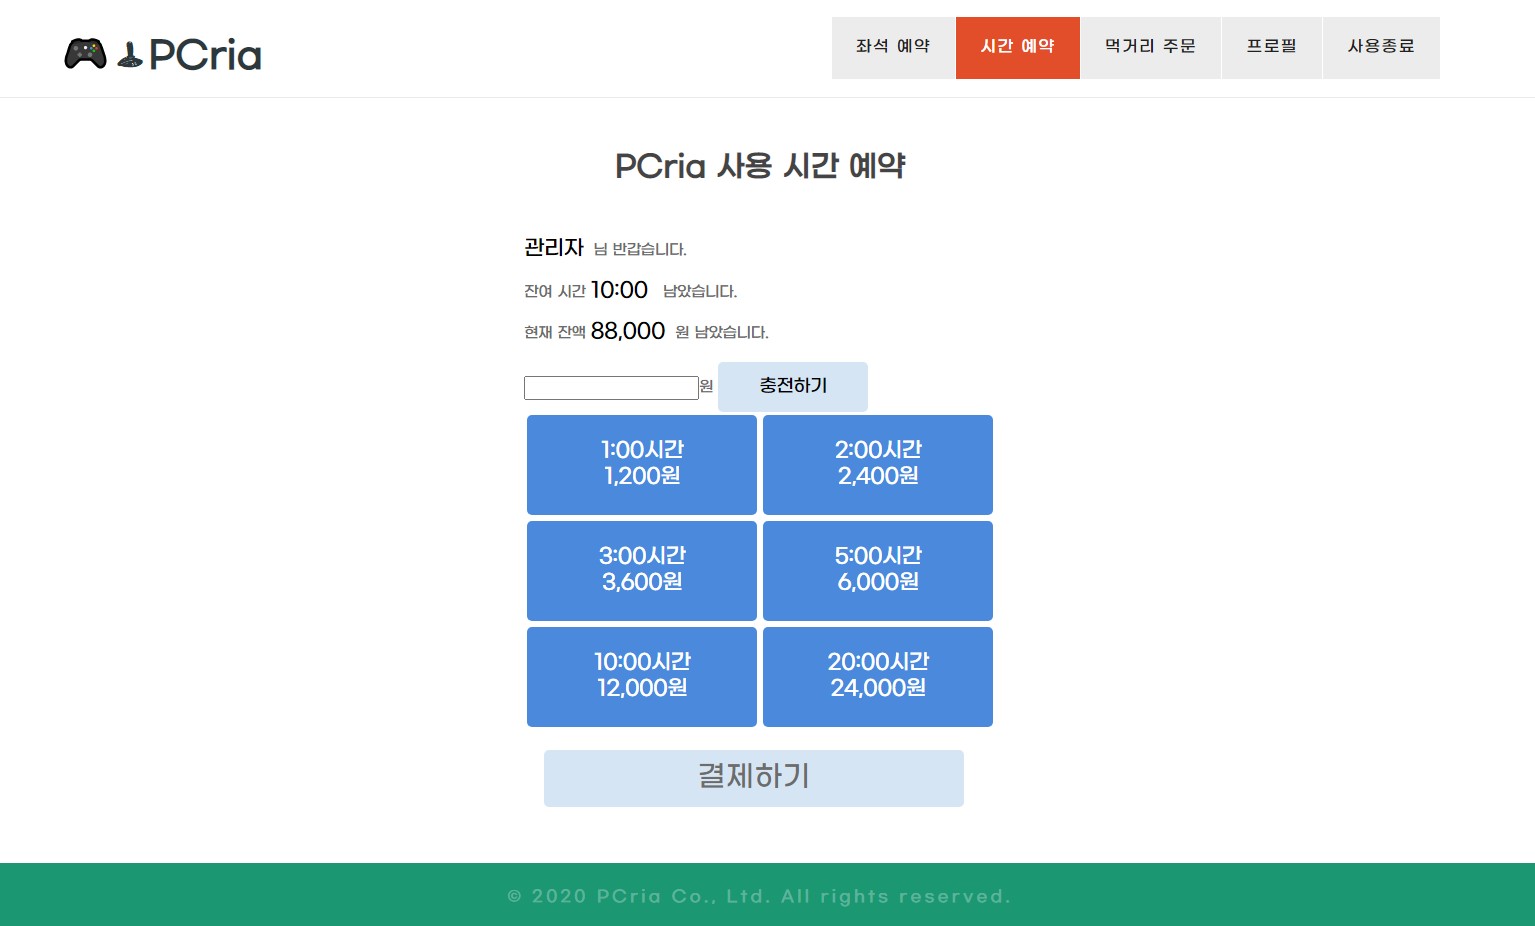 PCria
좌석 예약 시간 예약 먹거리 주문 프로필 사용종료
PCria 사용 시간 예약
관리자 님 반갑습니다.
잔여 시간 10:00 남았습니다.
현재 잔액 88,000 원 남았습니다.
원 충전하기
1:00시간
1,200원
2:00시간
2,400원
3:00시간
3,600원
5:00시간
6,000원
10:00시간
12,000원
20:00시간
24,000원
결제하기
© 2020 PCria Co., Ltd. All rights reserved.